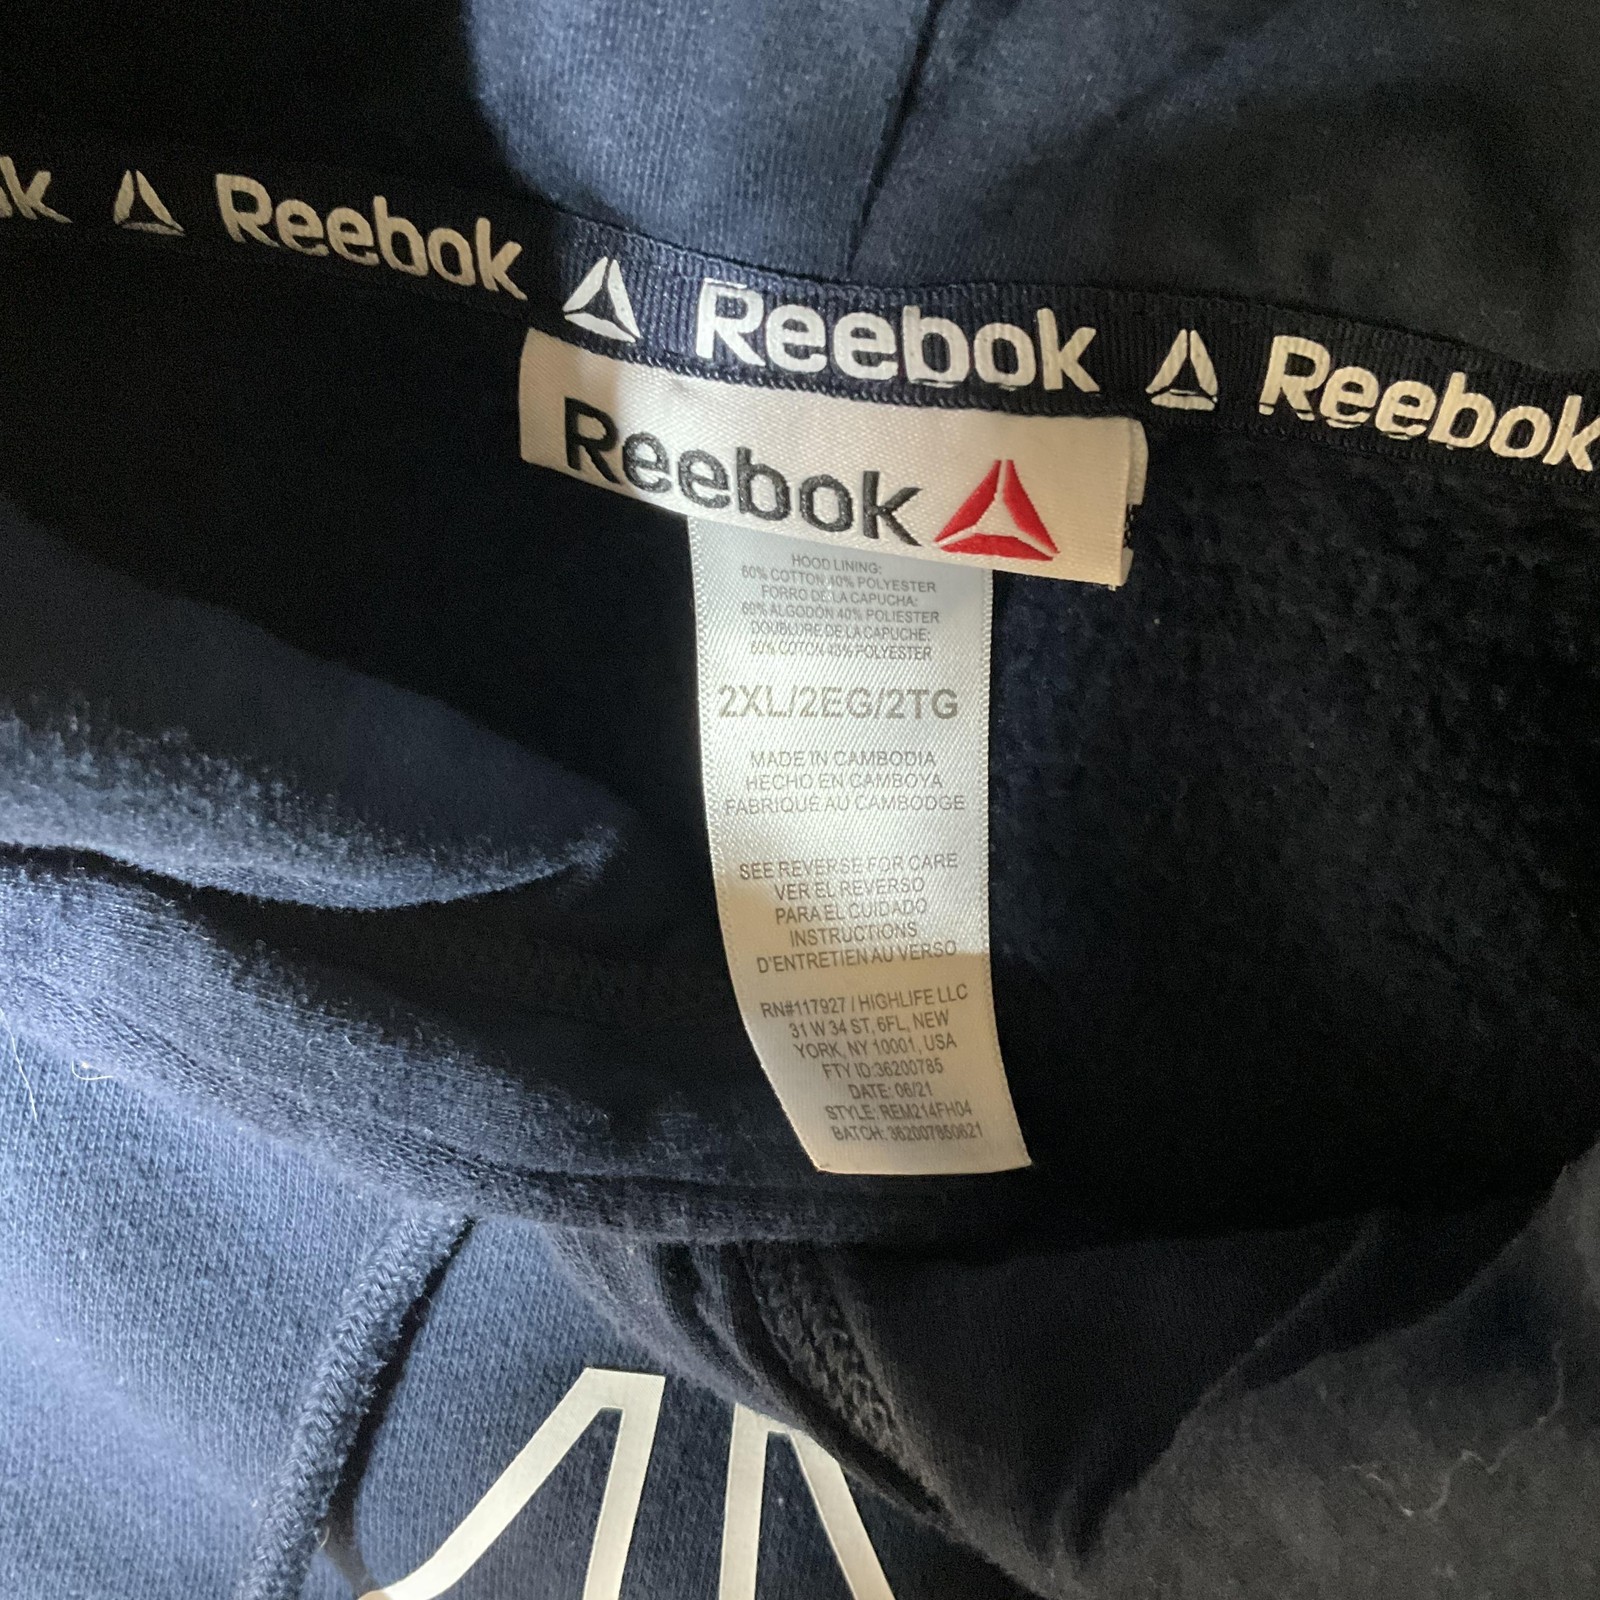 Reebok Reebok Reebok
Reebok
HOOD LINING:
60% COTTON 40% POLYESTER
FORRO DE LA CAPUCHA:
60% ALGODÓN 40% POLIESTER
DOUBLURE DE LA CAPUCHE:
60% COTON 40% POLYESTER
2XL/2EG/2TG
MADE IN CAMBODIA
HECHO EN CAMBOYA
FABRIQUÉ AU CAMBODGE
SEE REVERSE FOR CARE
VER EL REVERSO
PARA EL CUIDADO
INSTRUCTIONS
D'ENTRETIEN AU VERSO
RN#117927 / HIGHLIFE LLC
31 W 34 ST, 6FL, NEW
YORK, NY 10001, USA
FTY ID:36200785
DATE: 06/21
STYLE: REM214FH04
BATCH: 362007850621